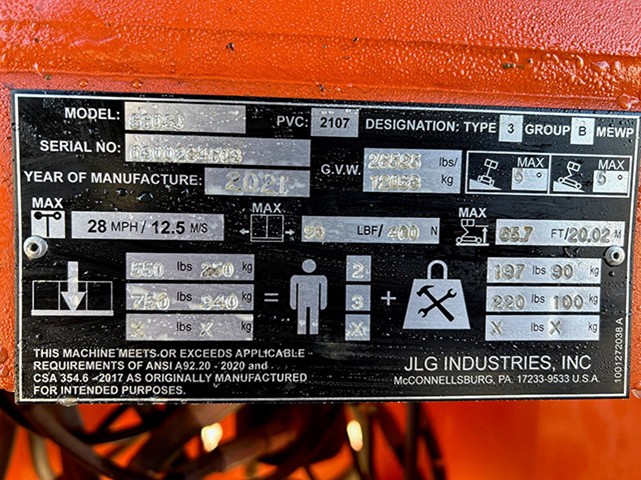 MODEL: 660SJ PVC: 2107 DESIGNATION: TYPE 3 GROUP B MEWP
SERIAL NO:
YEAR OF MANUFACTURE: 2021 G.V.W. lbs/ kg
MAX 5° MAX 5°
MAX 28 MPH / 12.5 M/S
MAX 90 LBF/ 400 N
MAX 65.7 FT/20.02 M
550 lbs kg = 2 + 197 lbs 90 kg
750 lbs kg 3 220 lbs 100 kg
X lbs X kg X X lbs X kg
THIS MACHINE MEETS OR EXCEEDS APPLICABLE
REQUIREMENTS OF ANSI A92.20 - 2020 and
CSA 354.6 -2017 AS ORIGINALLY MANUFACTURED
FOR INTENDED PURPOSES.
JLG INDUSTRIES, INC
McCONNELLSBURG, PA. 17233-9533 U.S.A.
1001272038 A